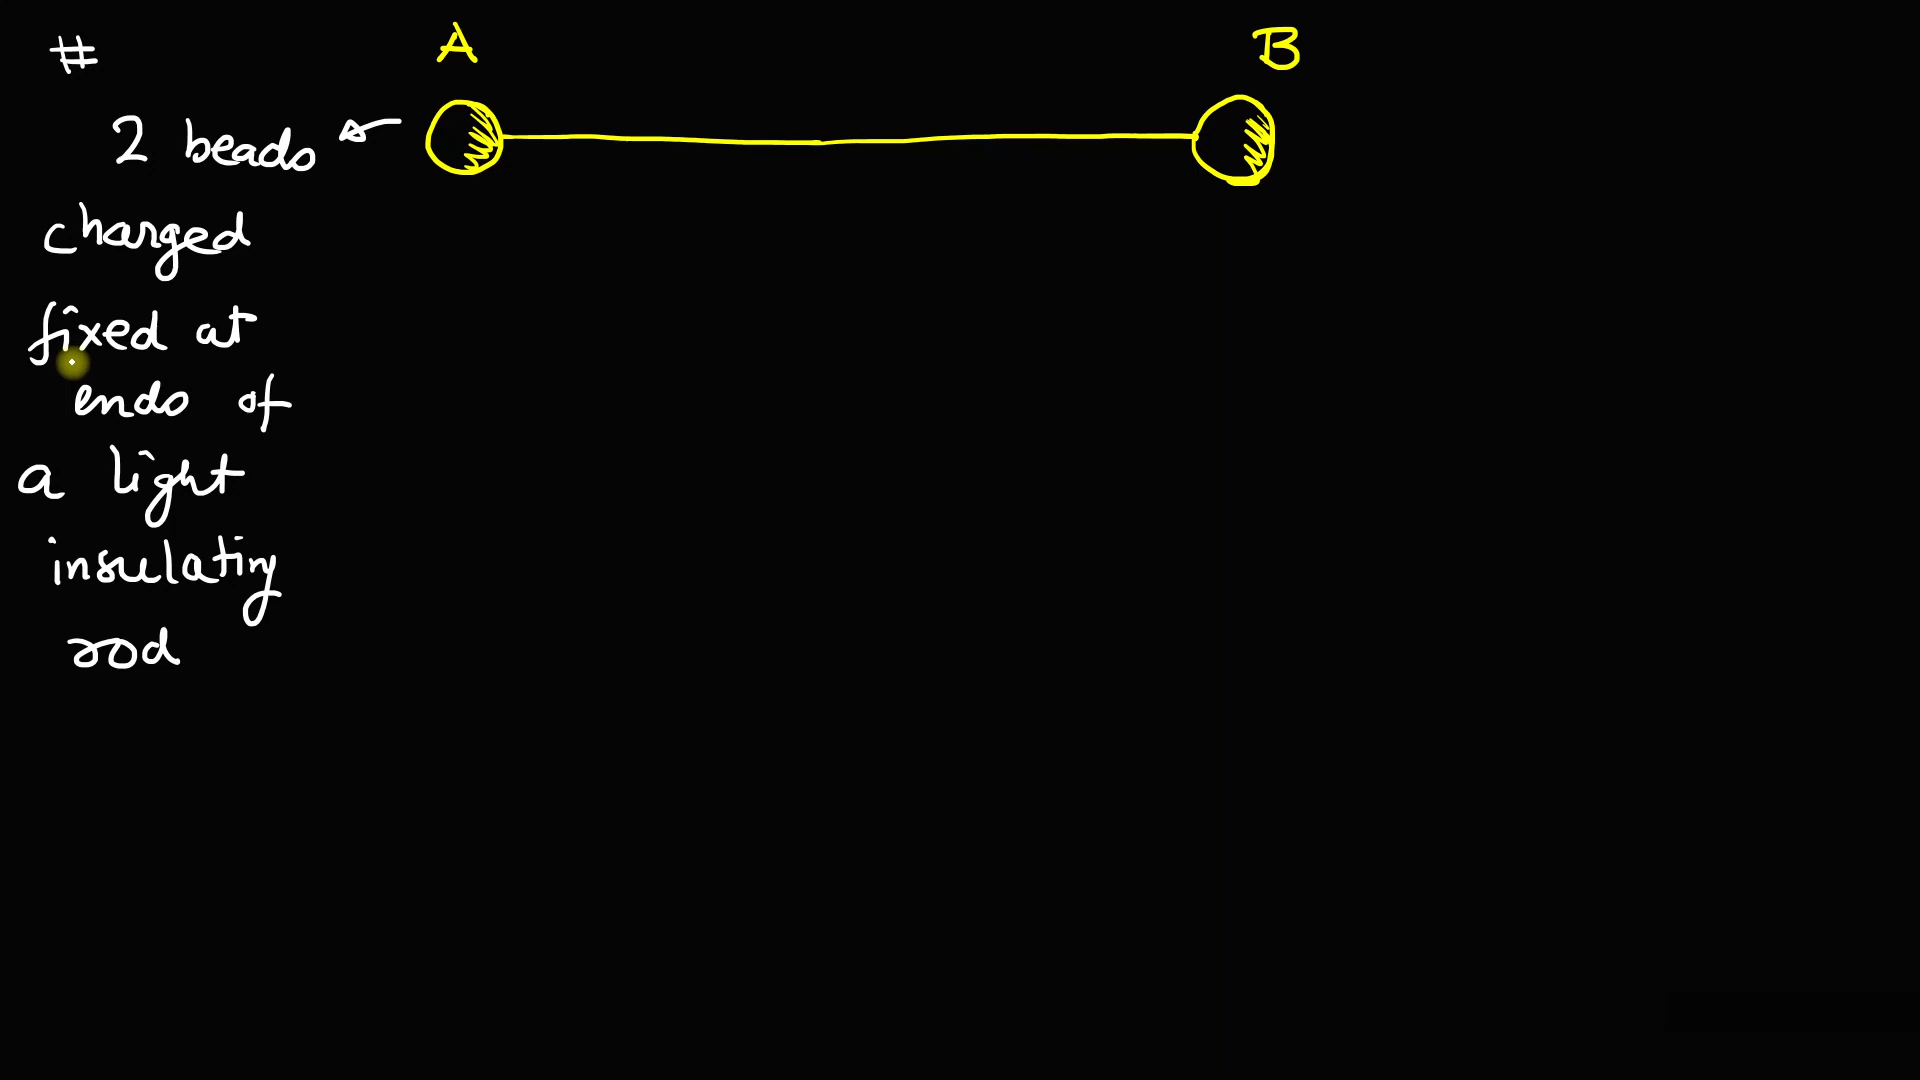 #
A B
2 beads
charged
fixed at
ends of
a light
insulating
rod